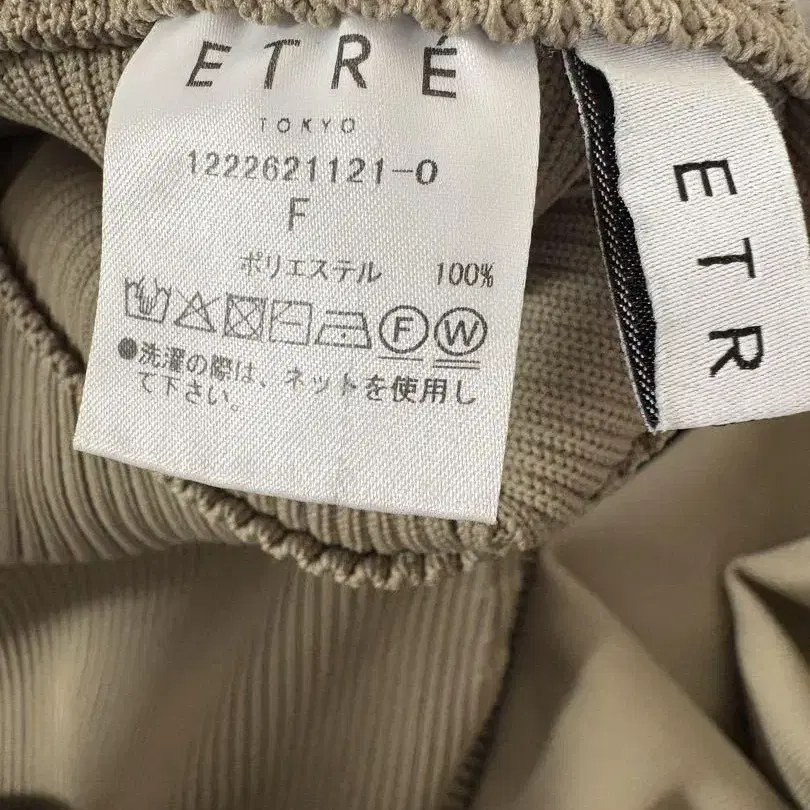 ETRÉ
TOKYO
1222621121-0
F
ポリエステル 100%
F W
●洗濯の際は、ネットを使用し
て下さい。
ETR